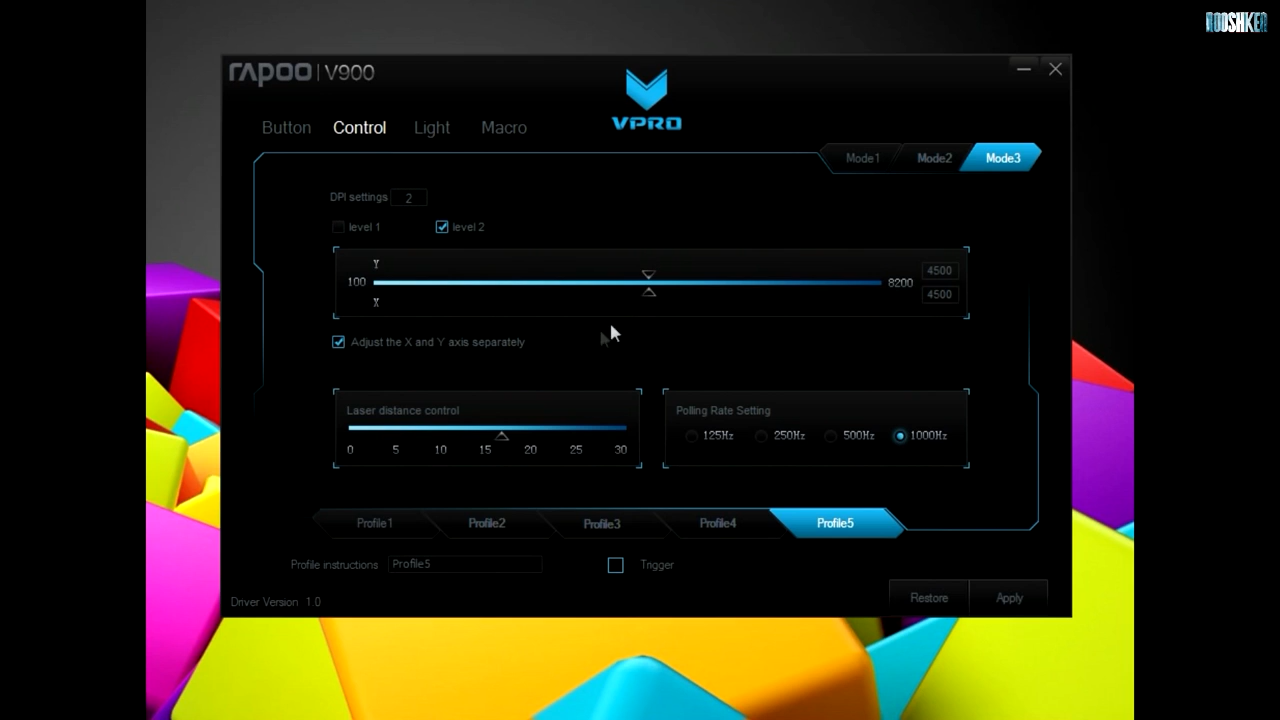 ROOSHKER
rapoo | V900
VPRO
Button Control Light Macro
Mode1 Mode2 Mode3
DPI settings 2
level 1 level 2
Y
100 8200 4500
X 4500
Adjust the X and Y axis separately
Laser distance control
0 5 10 15 20 25 30
Polling Rate Setting
125Hz 250Hz 500Hz 1000Hz
Profile1 Profile2 Profile3 Profile4 Profile5
Profile instructions Profile5 Trigger
Restore Apply
Driver Version 1.0